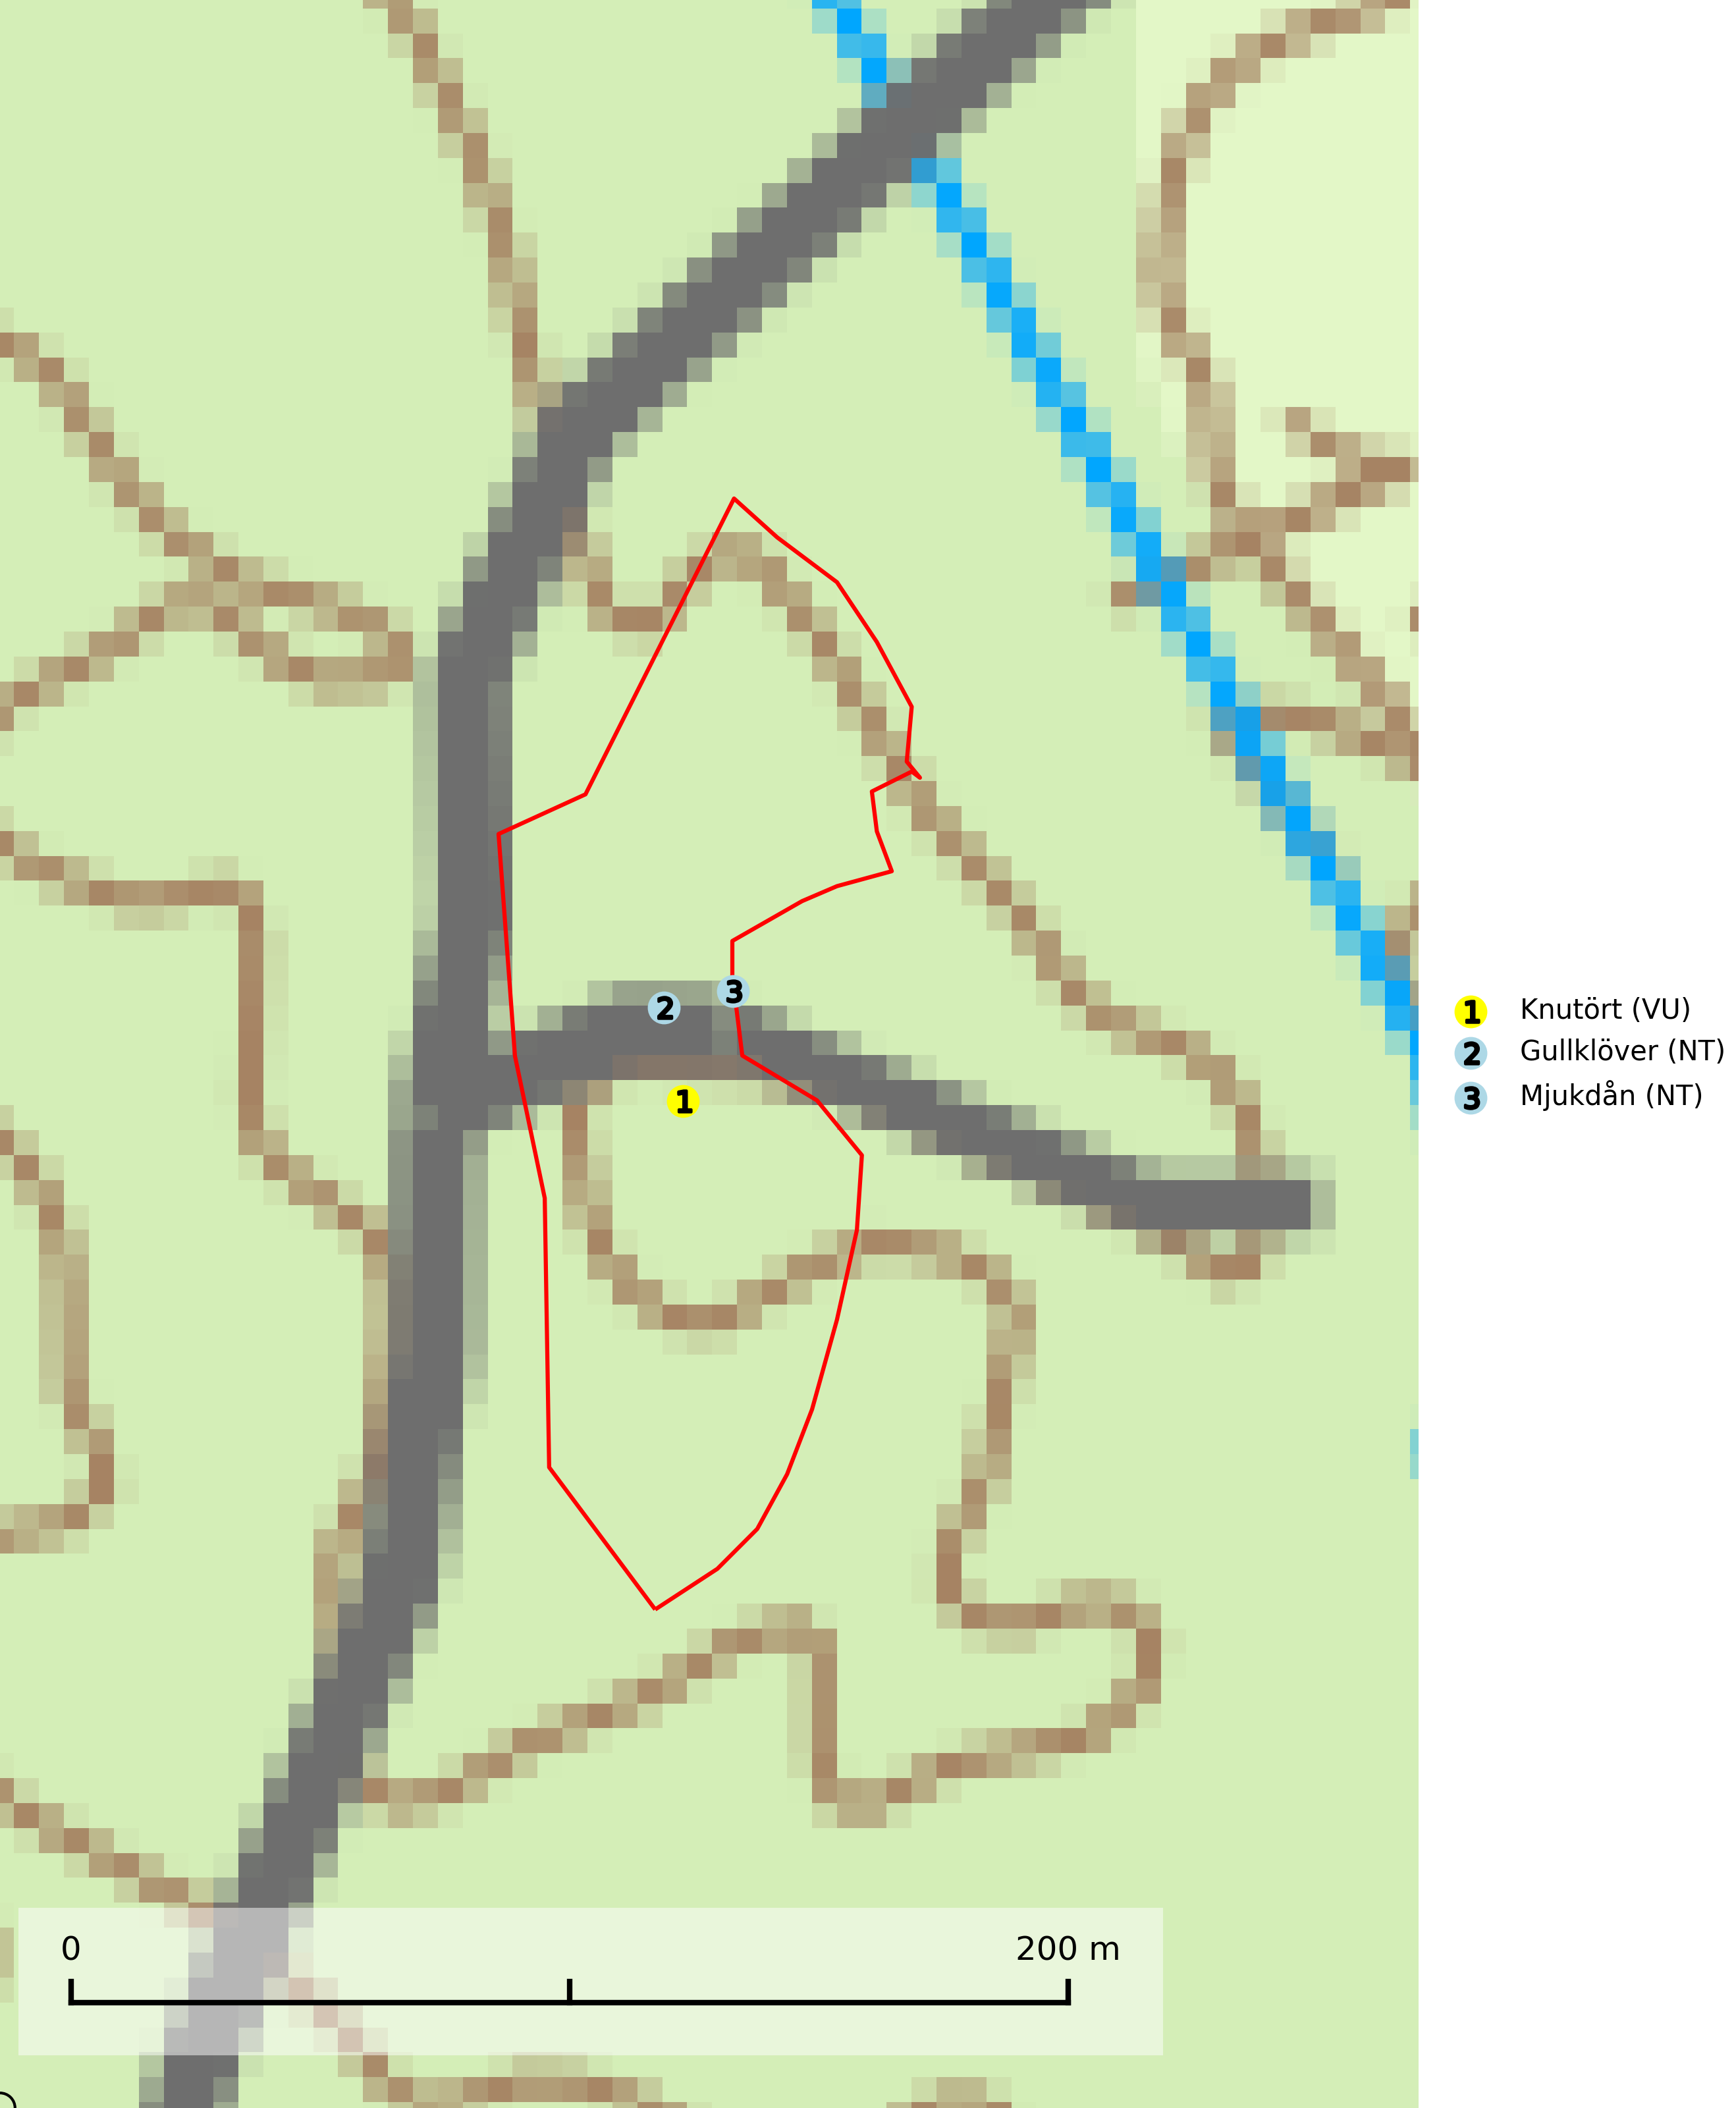 3
2
1
1 Knutört (VU)
2 Gullklöver (NT)
3 Mjukdån (NT)
0 200 m